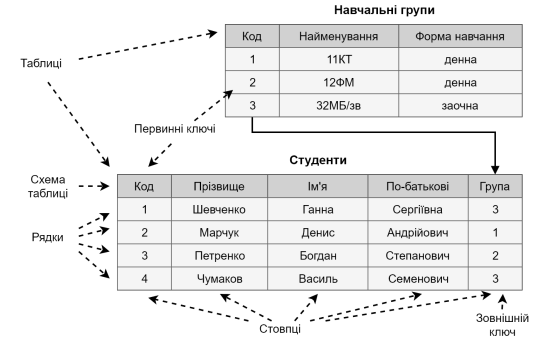 Навчальні групи
Код Найменування Форма навчання
1 11КТ денна
Таблиці
2 12ФМ денна
3 32МБ/зв заочна
Первинні ключі
Студенти
Схема
таблиці
Код Прізвище Ім'я По-батькові Група
1 Шевченко Ганна Сергіївна 3
Рядки
2 Марчук Денис Андрійович 1
3 Петренко Богдан Степанович 2
4 Чумаков Василь Семенович 3
Стовпці
Зовнішній
ключ